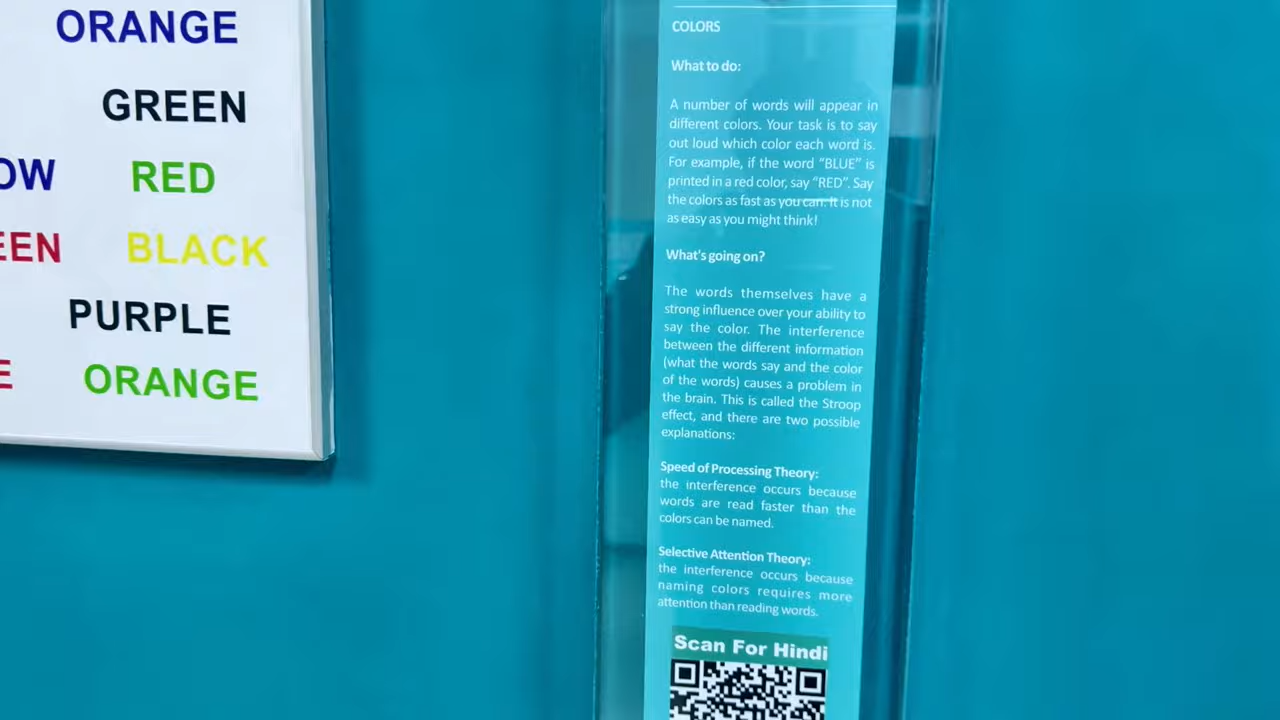 ORANGE
GREEN
OW RED
EEN BLACK
PURPLE
E ORANGE
COLORS
What to do:
A number of words will appear in
different colors. Your task is to say
out loud which color each word is.
For example, if the word “BLUE” is
printed in a red color, say “RED”. Say
the colors as fast as you can. It is not
as easy as you might think!
What's going on?
The words themselves have a
strong influence over your ability to
say the color. The interference
between the different information
(what the words say and the color
of the words) causes a problem in
the brain. This is called the Stroop
effect, and there are two possible
explanations:
Speed of Processing Theory:
the interference occurs because
words are read faster than the
colors can be named.
Selective Attention Theory:
the interference occurs because
naming colors requires more
attention than reading words.
Scan For Hindi